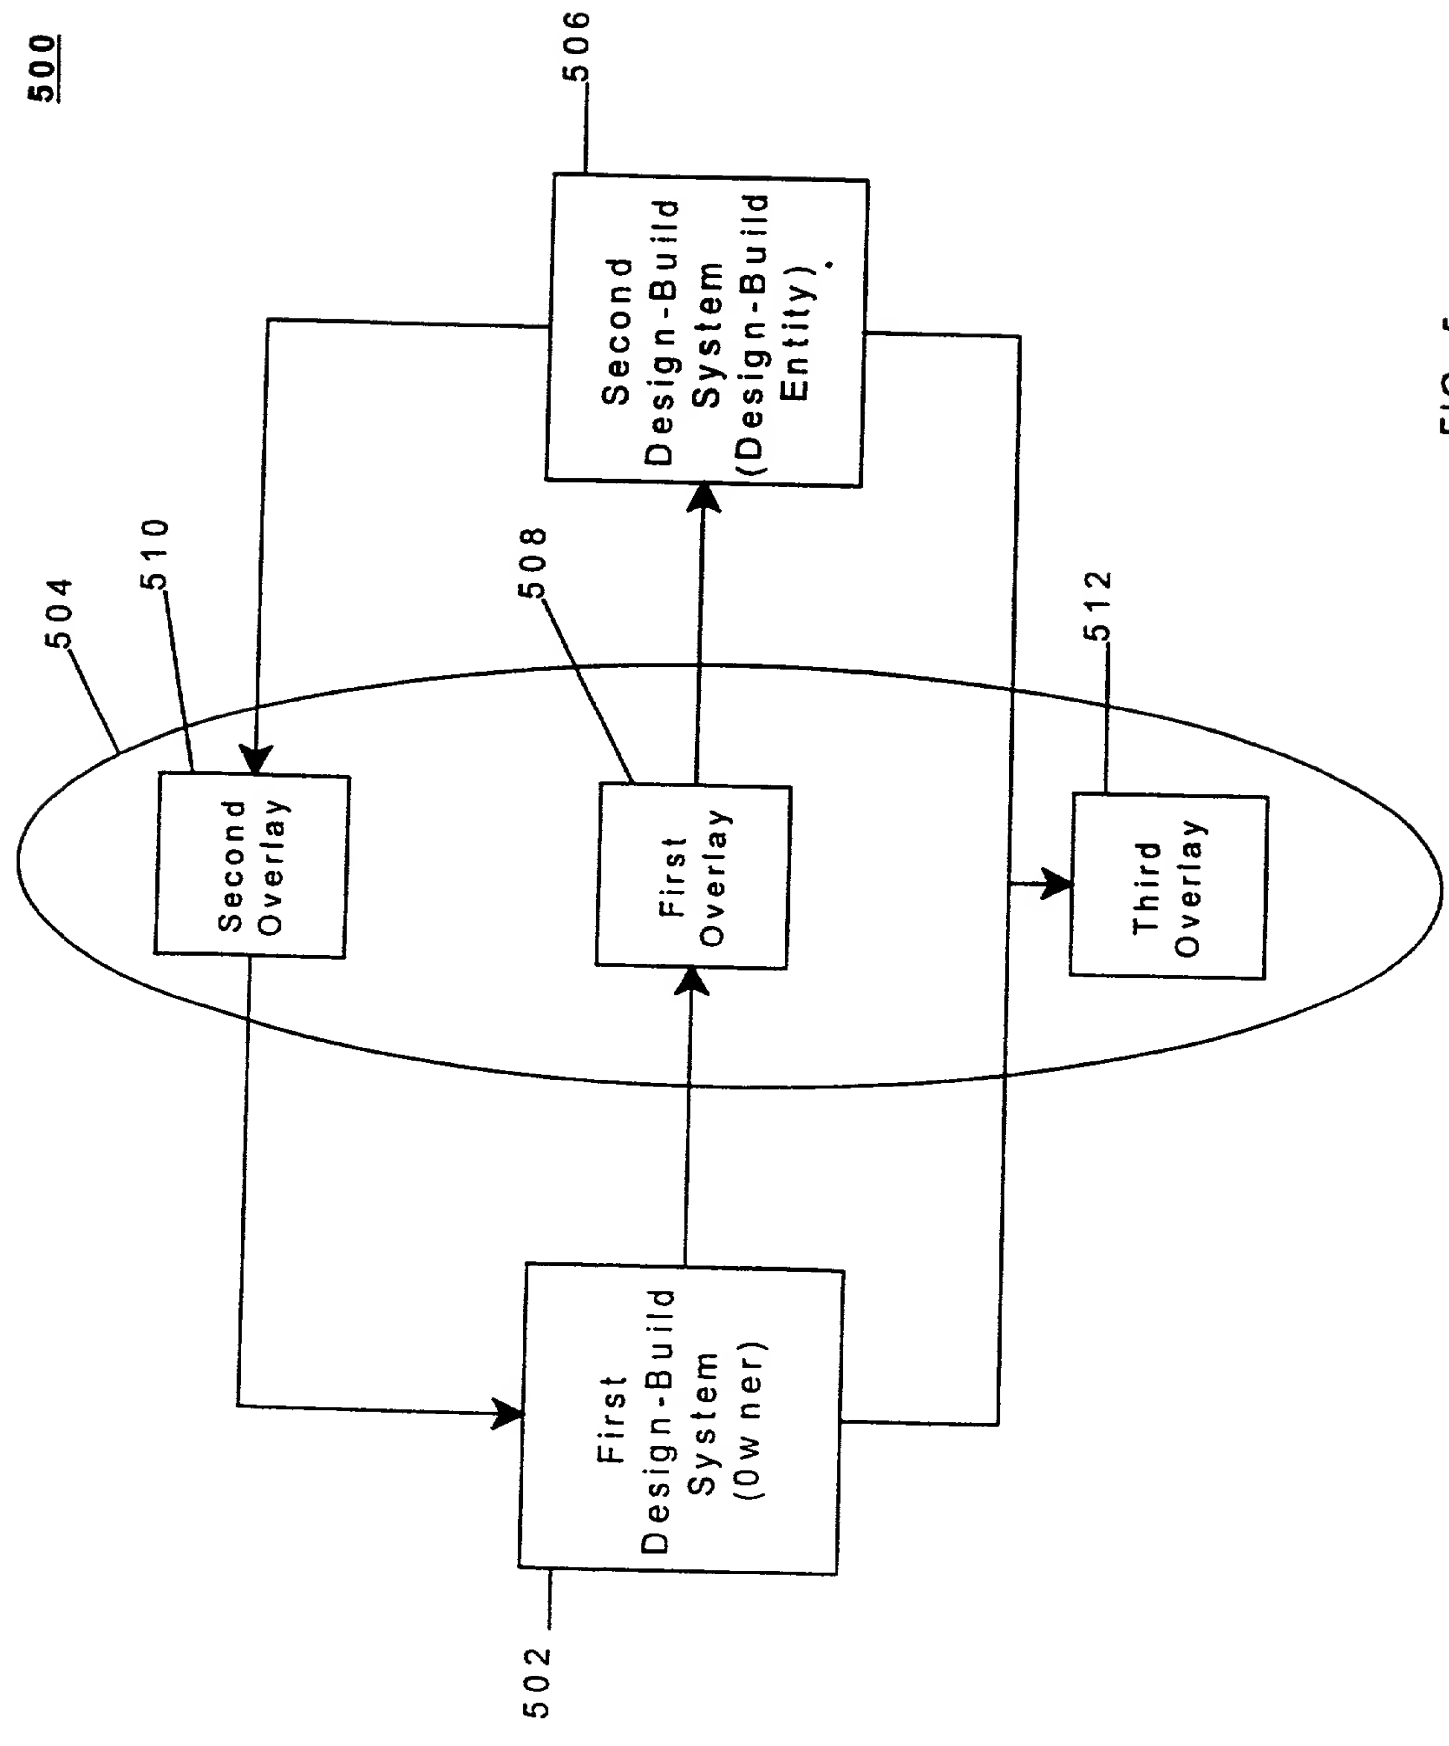 500
504
510
Second
Overlay
502
508
506
First
Design-Build
System
(0wner)
First
Overlay
Second
Design-Build
System
(Design-Build
Entity)
512
Third
Overlay